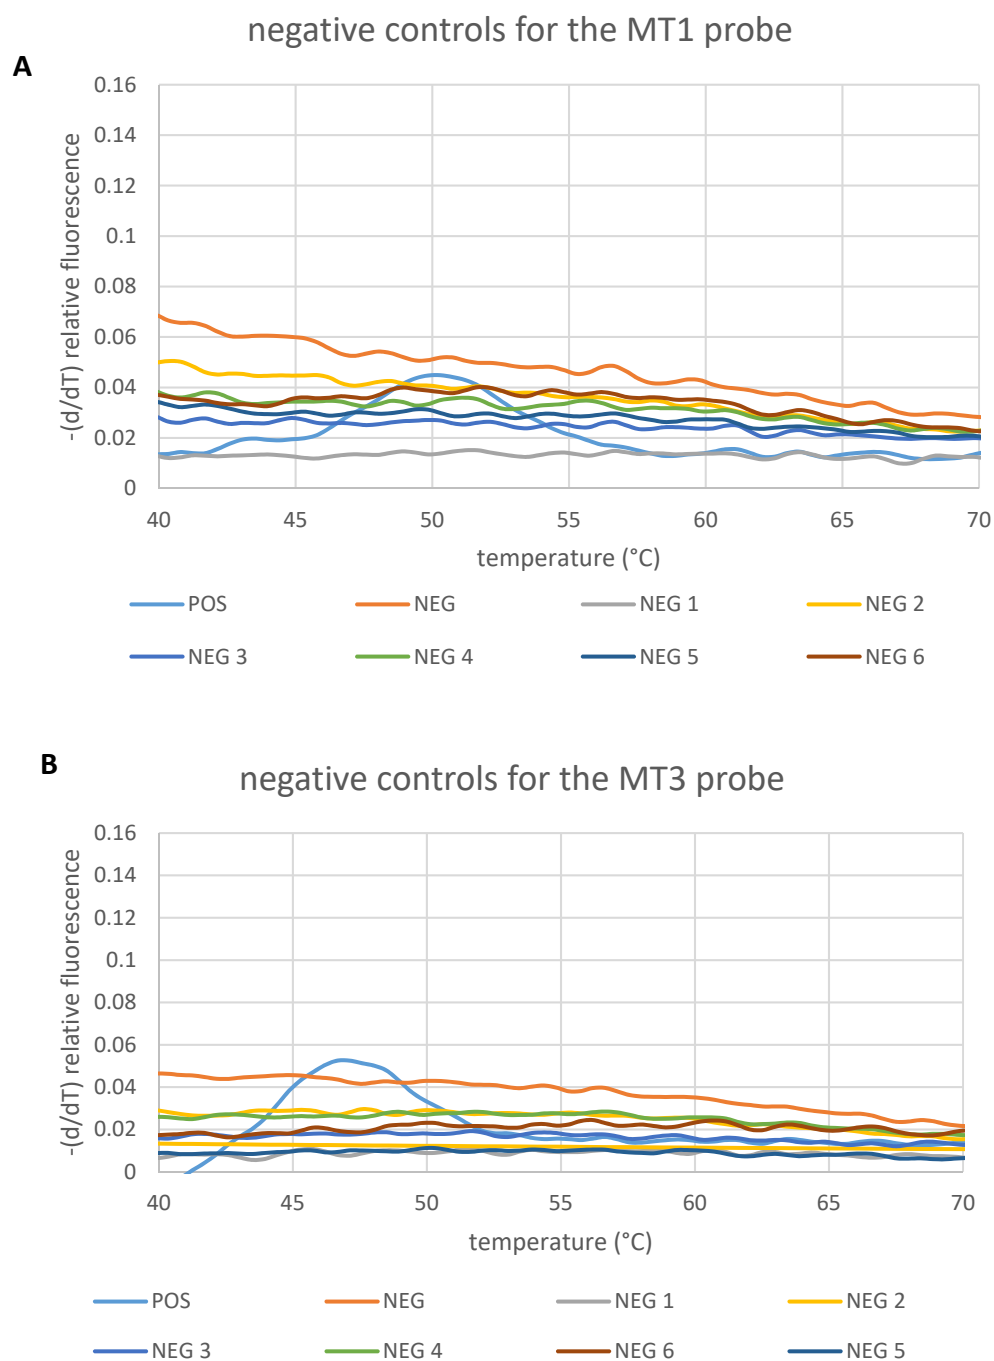 negative controls for the MT1 probe
A
0.16
0.14
0.12
0.1
0.08
0.06
0.04
0.02
0
-(d/dT) relative fluorescence
40 45 50 55 60 65 70
temperature (°C)
POS NEG NEG 1 NEG 2
NEG 3 NEG 4 NEG 5 NEG 6
B
negative controls for the MT3 probe
0.16
0.14
0.12
0.1
0.08
0.06
0.04
0.02
0
-(d/dT) relative fluorescence
40 45 50 55 60 65 70
temperature (°C)
POS NEG NEG 1 NEG 2
NEG 3 NEG 4 NEG 6 NEG 5